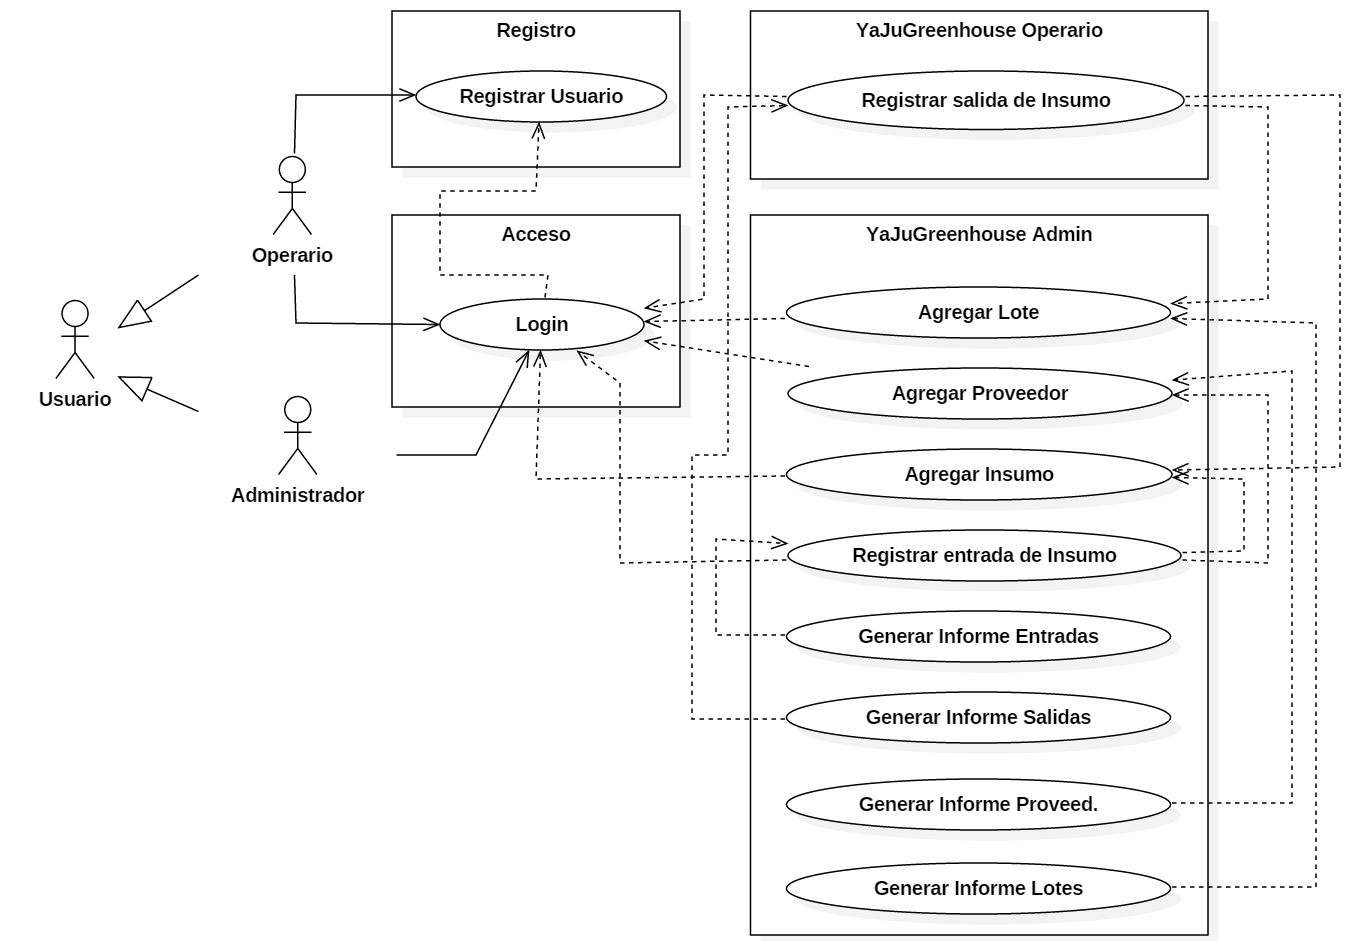 Registro
Registrar Usuario
YaJuGreenhouse Operario
Registrar salida de Insumo
Operario
Acceso
Login
Usuario
Administrador
YaJuGreenhouse Admin
Agregar Lote
Agregar Proveedor
Agregar Insumo
Registrar entrada de Insumo
Generar Informe Entradas
Generar Informe Salidas
Generar Informe Proveed.
Generar Informe Lotes